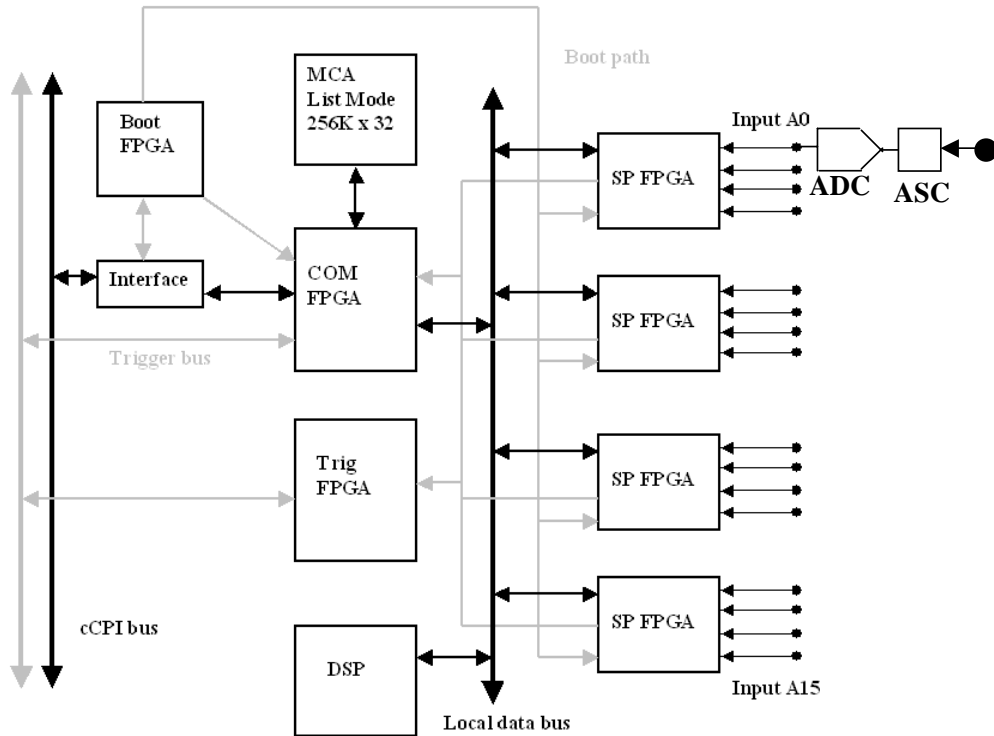 Boot path
MCA
List Mode
256K x 32
Boot
FPGA
Input A0
SP FPGA
ADC
ASC
Interface
COM
FPGA
SP FPGA
Trigger bus
Trig
FPGA
SP FPGA
cCPI bus
SP FPGA
DSP
Input A15
Local data bus